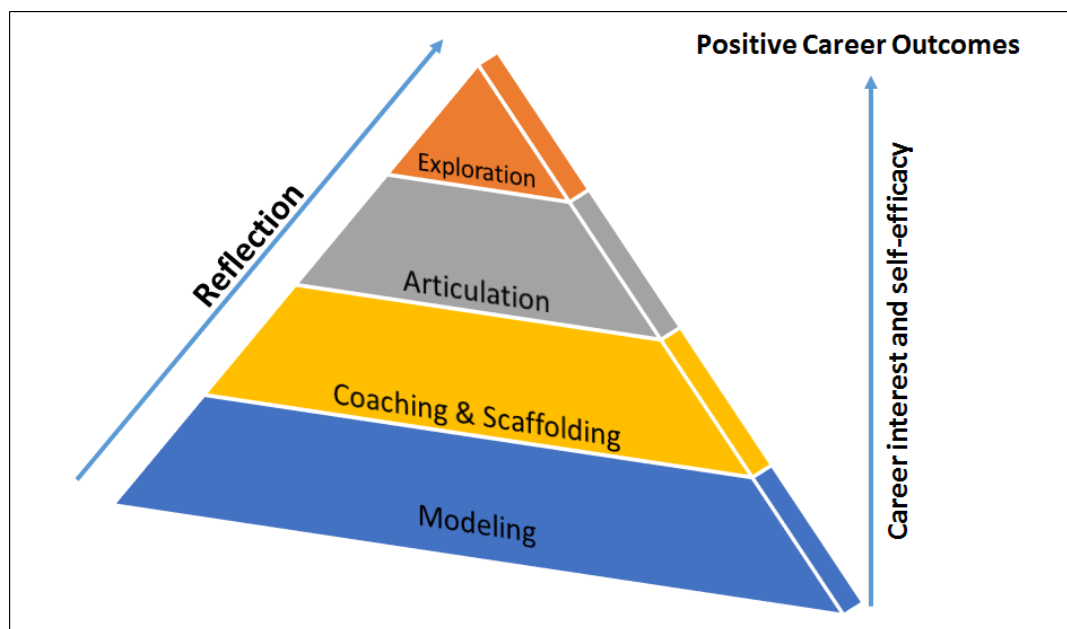 Positive Career Outcomes
Reflection
Exploration
Articulation
Coaching & Scaffolding
Modeling
Career interest and self-efficacy